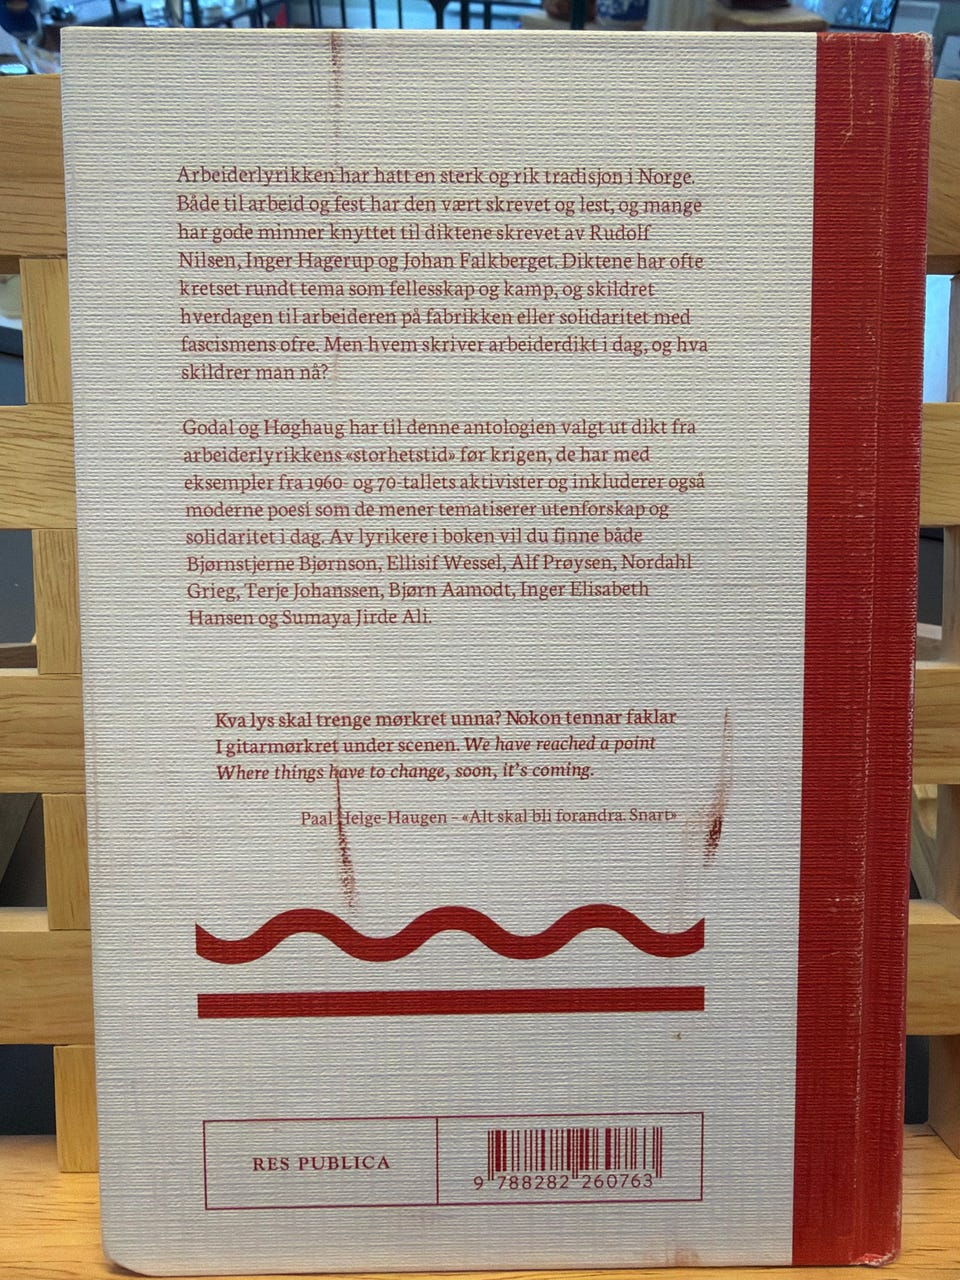 Arbeiderlyrikken har hatt en sterk og rik tradisjon i Norge.
Både til arbeid og fest har den vært skrevet og lest, og mange
har gode minner knyttet til diktene skrevet av Rudolf
Nilsen, Inger Hagerup og Johan Falkberget. Diktene har ofte
kretset rundt tema som fellesskap og kamp, og skildret
hverdagen til arbeideren på fabrikken eller solidaritet med
fascismens ofre. Men hvem skriver arbeiderdikt i dag, og hva
skildrer man nå?
Godal og Høghaug har til denne antologien valgt ut dikt fra
arbeiderlyrikkens «storhetstid» før krigen, de har med
eksempler fra 1960- og 70-tallets aktivister og inkluderer også
moderne poesi som de mener tematiserer utenforskap og
solidaritet i dag. Av lyrikere i boken vil du finne både
Bjørnstjerne Bjørnson, Ellisif Wessel, Alf Prøysen, Nordahl
Grieg, Terje Johanssen, Bjørn Aamodt, Inger Elisabeth
Hansen og Sumaya Jirde Ali.
Kva lys skal trenge mørkret unna? Nokon tennar faklar
I gitarmørkret under scenen. We have reached a point
Where things have to change, soon, it's coming.
Paal Helge-Haugen – «Alt skal bli forandra. Snart»
RES PUBLICA
9 788282 260763